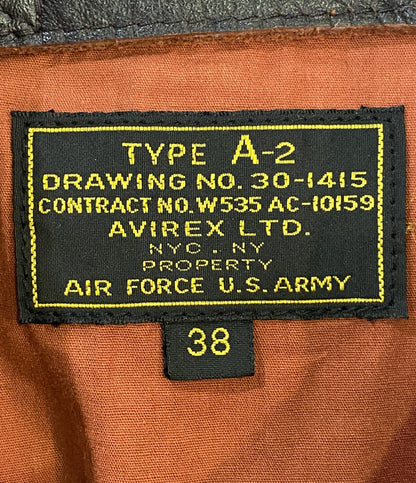 TYPE A-2
DRAWING NO. 30-1415
CONTRACT NO. W535 AC-10159
AVIREX LTD.
NYC. NY
PROPERTY
AIR FORCE U.S. ARMY
38